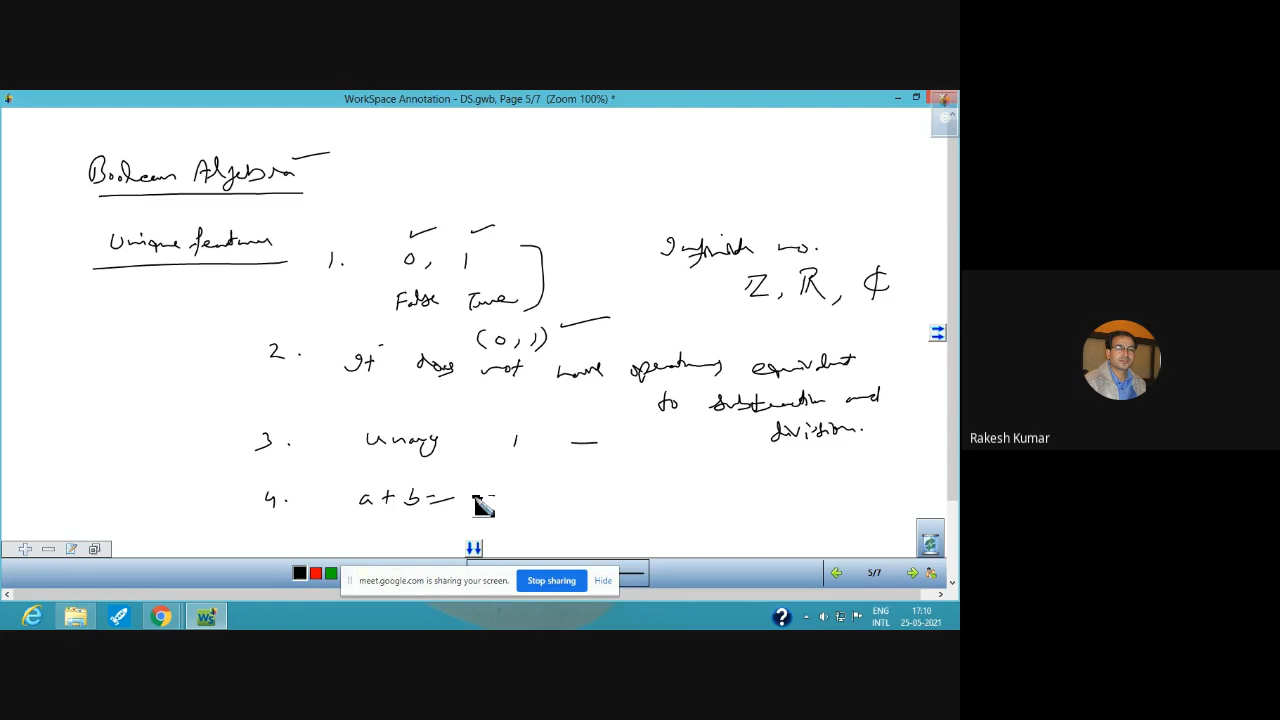 WorkSpace Annotation - DS.gwb, Page 5/7 (Zoom 100%) *
Boolean Algebra
Unique features
1. 0, 1
False True
(0, 1)
Infinite no.
ℤ, ℝ, ₵
2. It does not have operations equivalent
to subtraction and
division.
3. Unary ' —
4. a + b =
Rakesh Kumar
5/7
meet.google.com is sharing your screen. Stop sharing Hide
ENG 17:10
INTL 25-05-2021